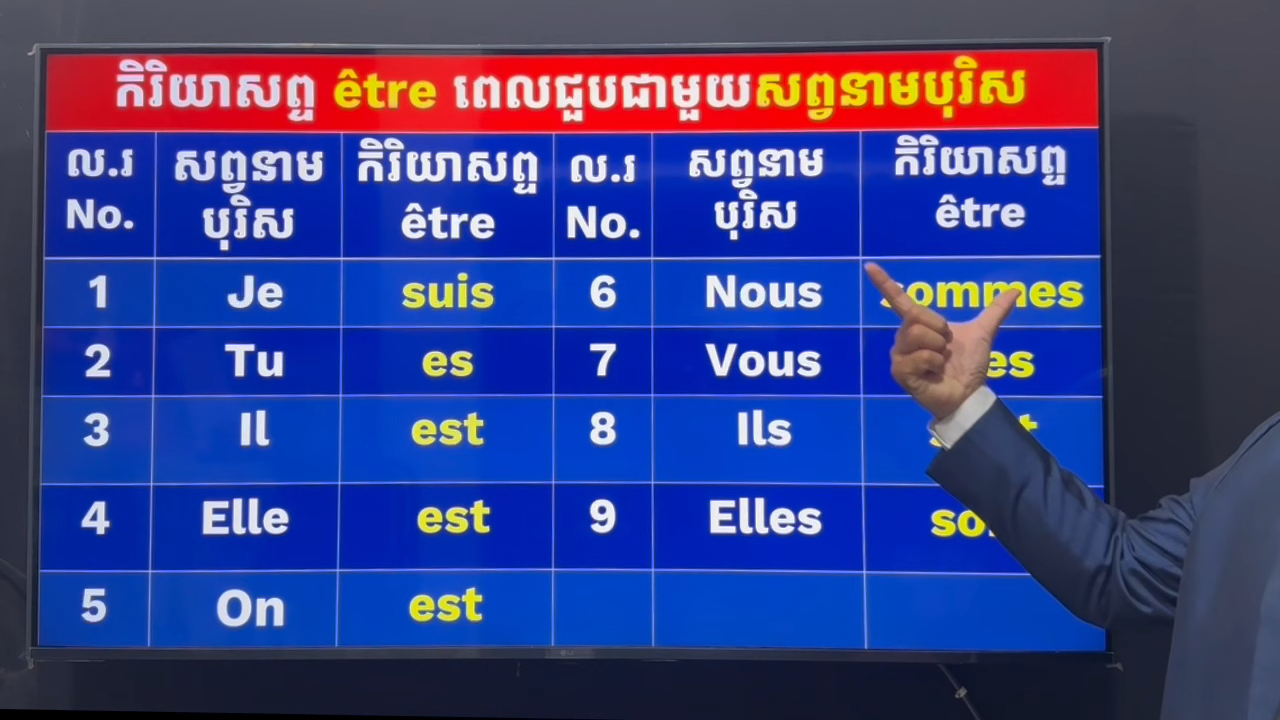 កិរិយាសព្ទ être ពេលជួបជាមួយសព្វនាមបុរិស
ល.រ No. សព្វនាម បុរិស កិរិយាសព្ទ être ល.រ No. សព្វនាម បុរិស កិរិយាសព្ទ être
1 Je suis 6 Nous sommes
2 Tu es 7 Vous
3 Il est 8 Ils
4 Elle est 9 Elles
5 On est